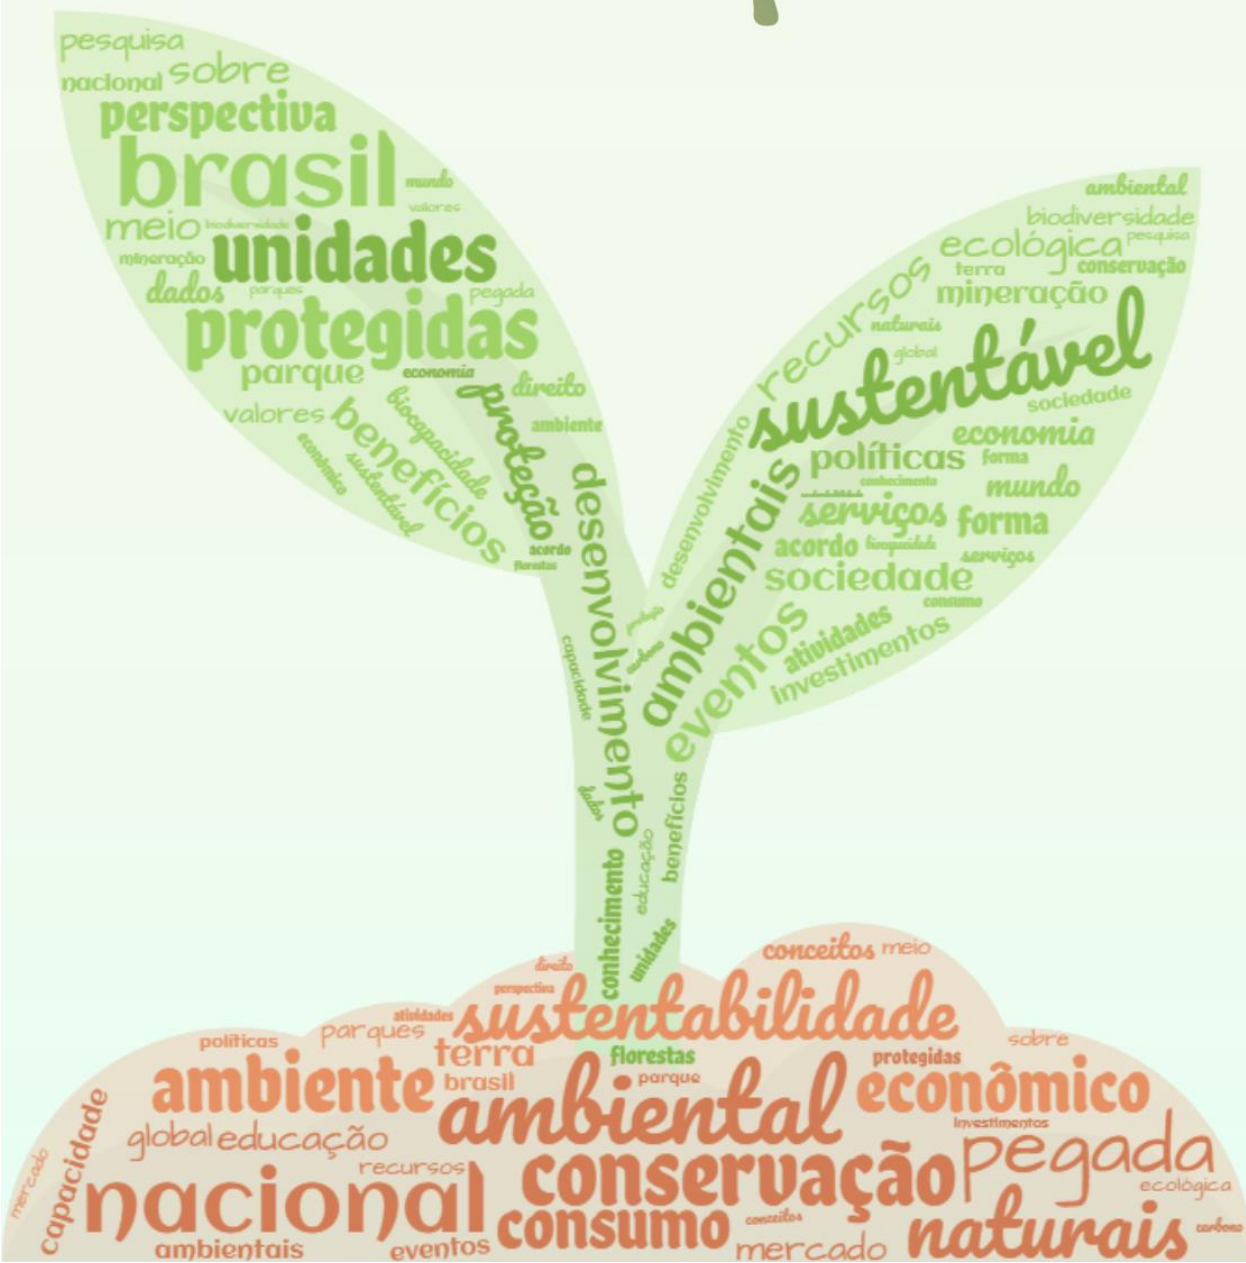 pesquisa
nacional sobre
perspectiva
brasil
mundo
valores
meio biodiversidade
unidades
mineração
dados parques pegada
protegidas
parque economia
direito
valores benefícios biocapacidade proteção
ambiente
econômico
sustentável
acordo
florestas
ambiental
biodiversidade
ecológica pesquisa
terra conservação
recursos mineração
naturais
global
sustentável
sociedade
desenvolvimento
economia
políticas forma
conhecimento
mundo
serviços forma
acordo biocapacidade serviços
sociedade
consumo
ambientais
eventos
atividades
investimentos
desenvolvimento
proteção
carbono
capacidade
dados
benefícios
educação
conhecimento
unidades
conceitos meio
direito
perspectiva
atividades sustentabilidade
políticas parques
terra florestas protegidas sobre
ambiente brasil parque econômico
ambiental
investimentos
global educação pegada
capacidade
mercado
recursos conservação ecológica
nacional consumo conceitos naturais carbono
ambientais eventos mercado